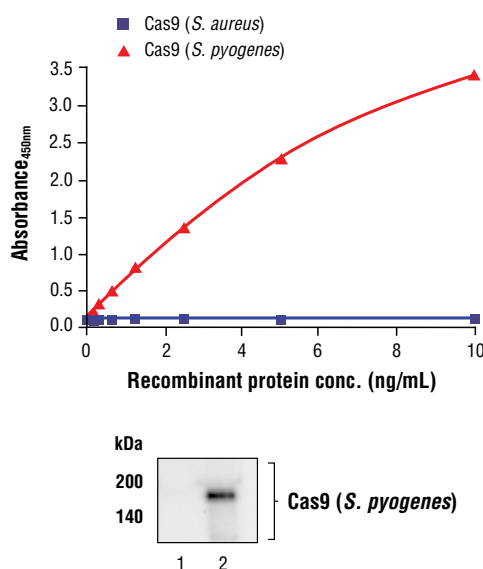 Cas9 (S. aureus)
Cas9 (S. pyogenes)
Absorbance450nm
3.5
3.0
2.5
2.0
1.5
1.0
0.5
0.0
0 2 4 6 8 10
Recombinant protein conc. (ng/mL)
kDa
200
140
Cas9 (S. pyogenes)
1 2